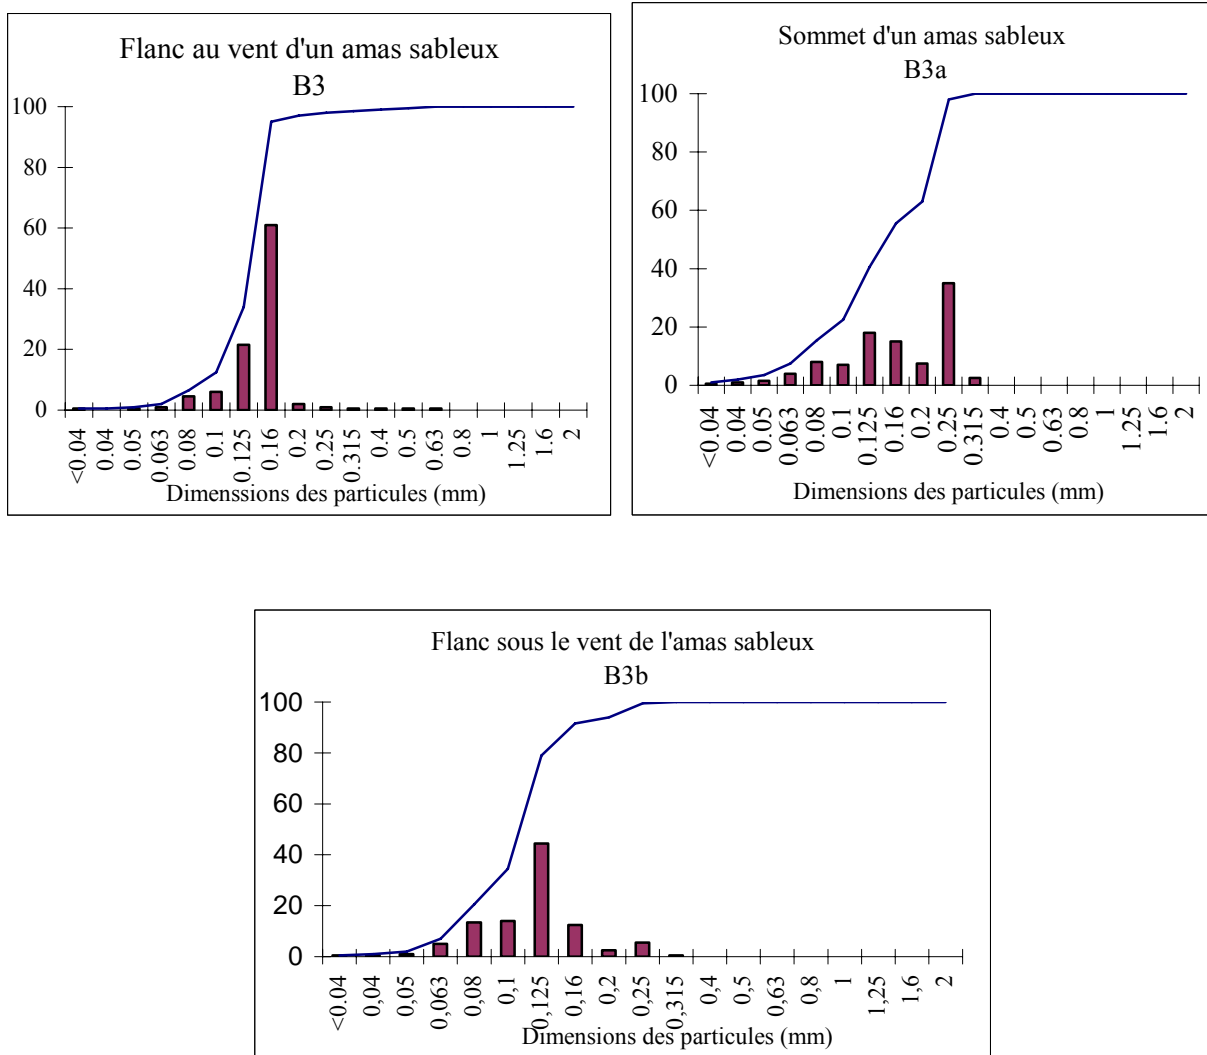 Flanc au vent d'un amas sableux
B3
100
80
60
40
20
0
<0.04 0.04 0.05 0.063 0.08 0.1 0.125 0.16 0.2 0.25 0.315 0.4 0.5 0.63 0.8 1 1.25 1.6 2
Dimenssions des particules (mm)
Sommet d'un amas sableux
B3a
100
80
60
40
20
0
<0.04 0.04 0.05 0.063 0.08 0.1 0.125 0.16 0.2 0.25 0.315 0.4 0.5 0.63 0.8 1 1.25 1.6 2
Dimensions des particules (mm)
Flanc sous le vent de l'amas sableux
B3b
100
80
60
40
20
0
<0.04 0,04 0,05 0,063 0,08 0,1 0,125 0,16 0,2 0,25 0,315 0,4 0,5 0,63 0,8 1 1,25 1,6 2
Dimensions des particules (mm)